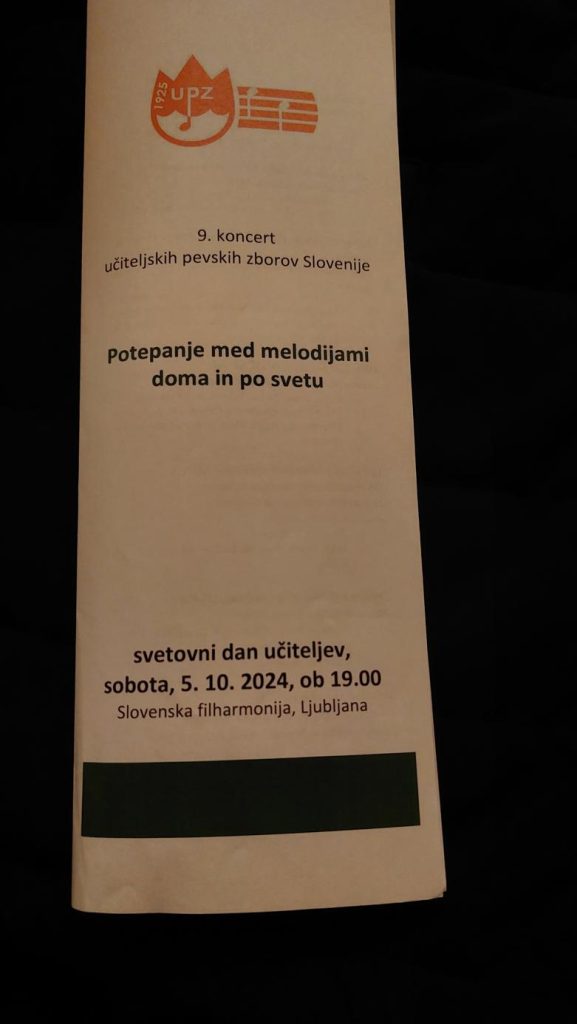 1925
UPZ
9. koncert
učiteljskih pevskih zborov Slovenije
Potepanje med melodijami
doma in po svetu
svetovni dan učiteljev,
sobota, 5. 10. 2024, ob 19.00
Slovenska filharmonija, Ljubljana